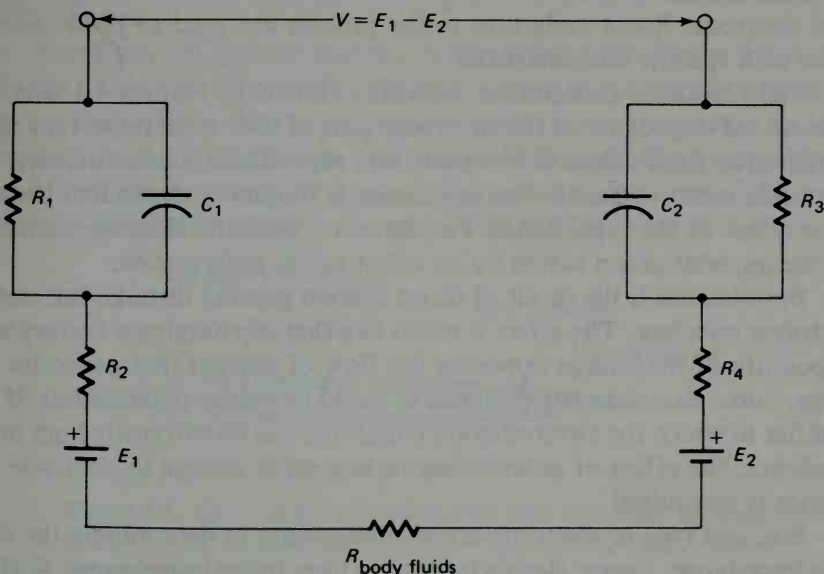 V = E₁ − E₂
R₁
C₁
C₂
R₃
R₂
R₄
+
E₁
+
E₂
R body fluids